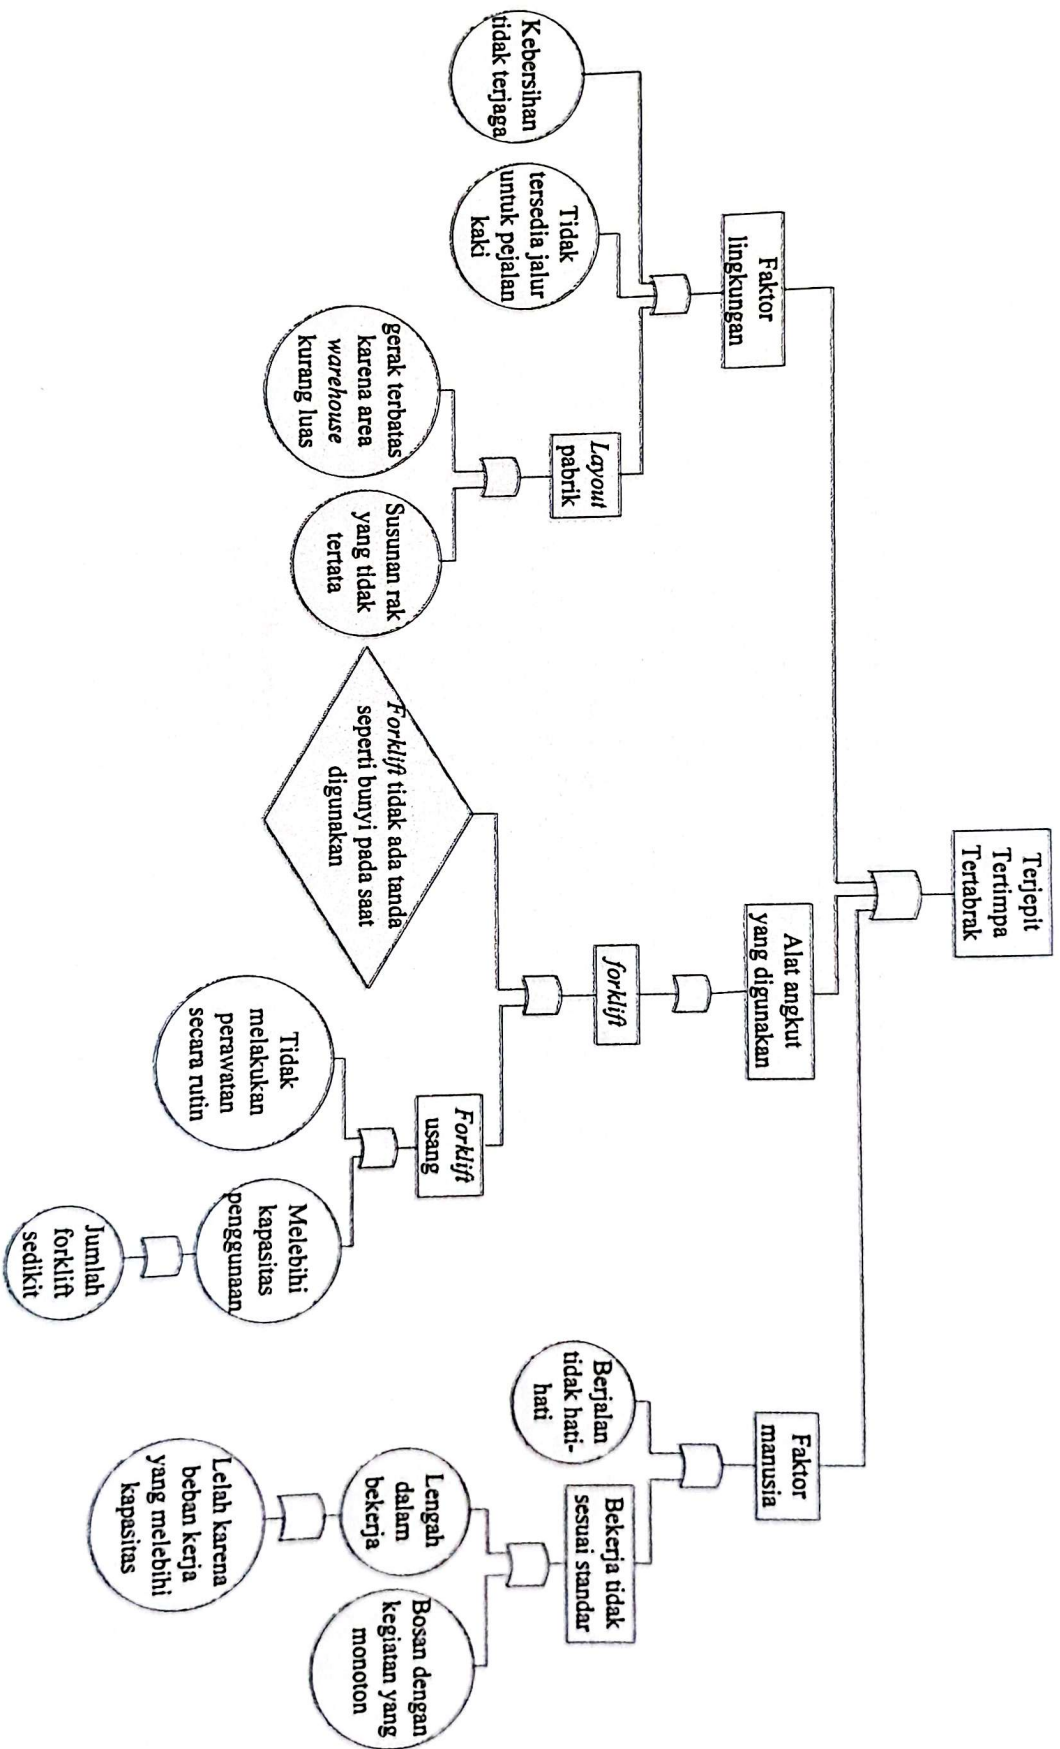 Terjepit
Tertimpa
Tertabrak
Faktor
lingkungan
Alat angkut
yang digunakan
Faktor
manusia
Kebersihan
tidak terjaga
Tidak
tersedia jalur
untuk pejalan
kaki
Layout
pabrik
forklift
Berjalan
tidak hati-
hati
Bekerja tidak
sesuai standar
gerak terbatas
karena area
warehouse
kurang luas
Susunan rak
yang tidak
tertata
Forklift tidak ada tanda
seperti bunyi pada saat
digunakan
Forklift
usang
Lengah
dalam
bekerja
Bosan dengan
kegiatan yang
monoton
Tidak
melakukan
perawatan
secara rutin
Melebihi
kapasitas
penggunaan
Lelah karena
beban kerja
yang melebihi
kapasitas
Jumlah
forklift
sedikit